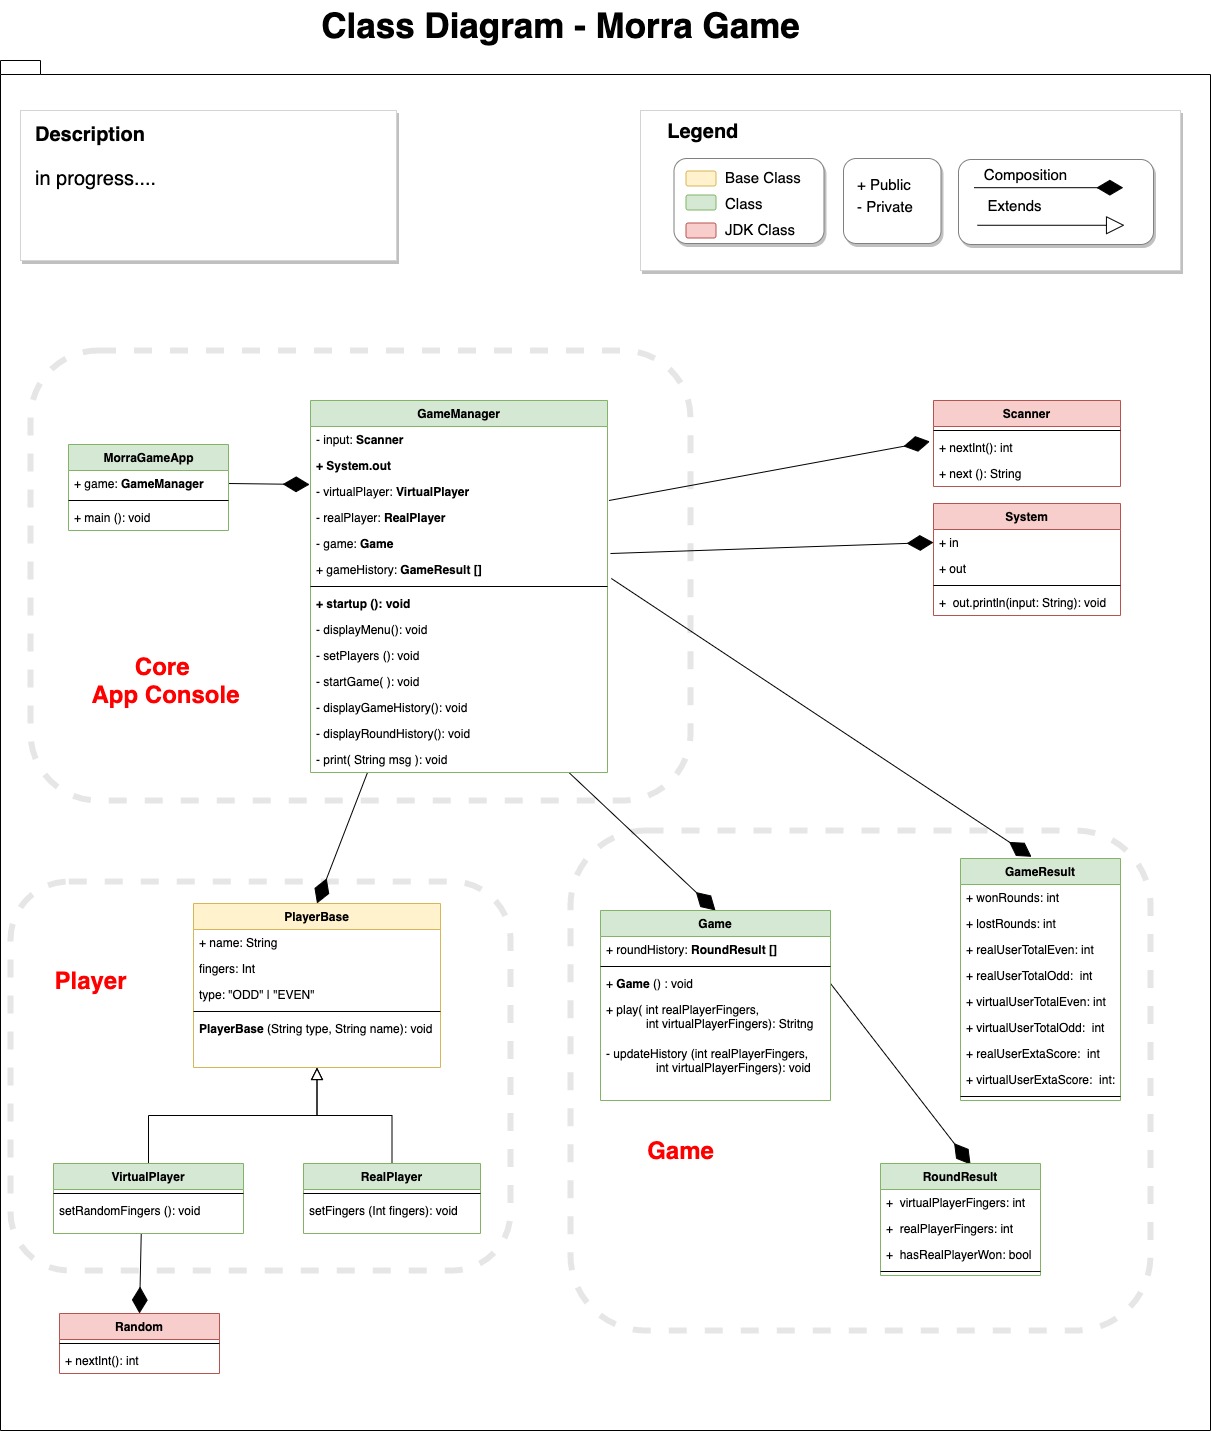 Class Diagram - Morra Game
Description
in progress....
Legend
Base Class
Class
JDK Class
+ Public
- Private
Composition
Extends
MorraGameApp
+ game: GameManager
+ main (): void
GameManager
- input: Scanner
+ System.out
- virtualPlayer: VirtualPlayer
- realPlayer: RealPlayer
- game: Game
+ gameHistory: GameResult []
+ startup (): void
- displayMenu(): void
- setPlayers (): void
- startGame( ): void
- displayGameHistory(): void
- displayRoundHistory(): void
- print( String msg ): void
Scanner
+ nextInt(): int
+ next (): String
System
+ in
+ out
+ out.println(input: String): void
Core
App Console
Player
PlayerBase
+ name: String
fingers: Int
type: "ODD" | "EVEN"
PlayerBase (String type, String name): void
VirtualPlayer
setRandomFingers (): void
RealPlayer
setFingers (Int fingers): void
Random
+ nextInt(): int
Game
+ roundHistory: RoundResult []
+ Game () : void
+ play( int realPlayerFingers,
int virtualPlayerFingers): Stritng
- updateHistory (int realPlayerFingers,
int virtualPlayerFingers): void
GameResult
+ wonRounds: int
+ lostRounds: int
+ realUserTotalEven: int
+ realUserTotalOdd: int
+ virtualUserTotalEven: int
+ virtualUserTotalOdd: int
+ realUserExtaScore: int
+ virtualUserExtaScore: int:
Game
RoundResult
+ virtualPlayerFingers: int
+ realPlayerFingers: int
+ hasRealPlayerWon: bool